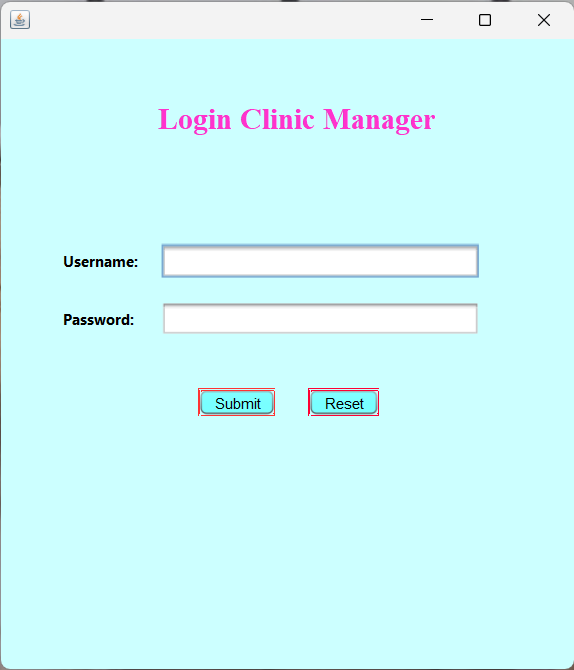 Login Clinic Manager
Username:
Password:
Submit Reset